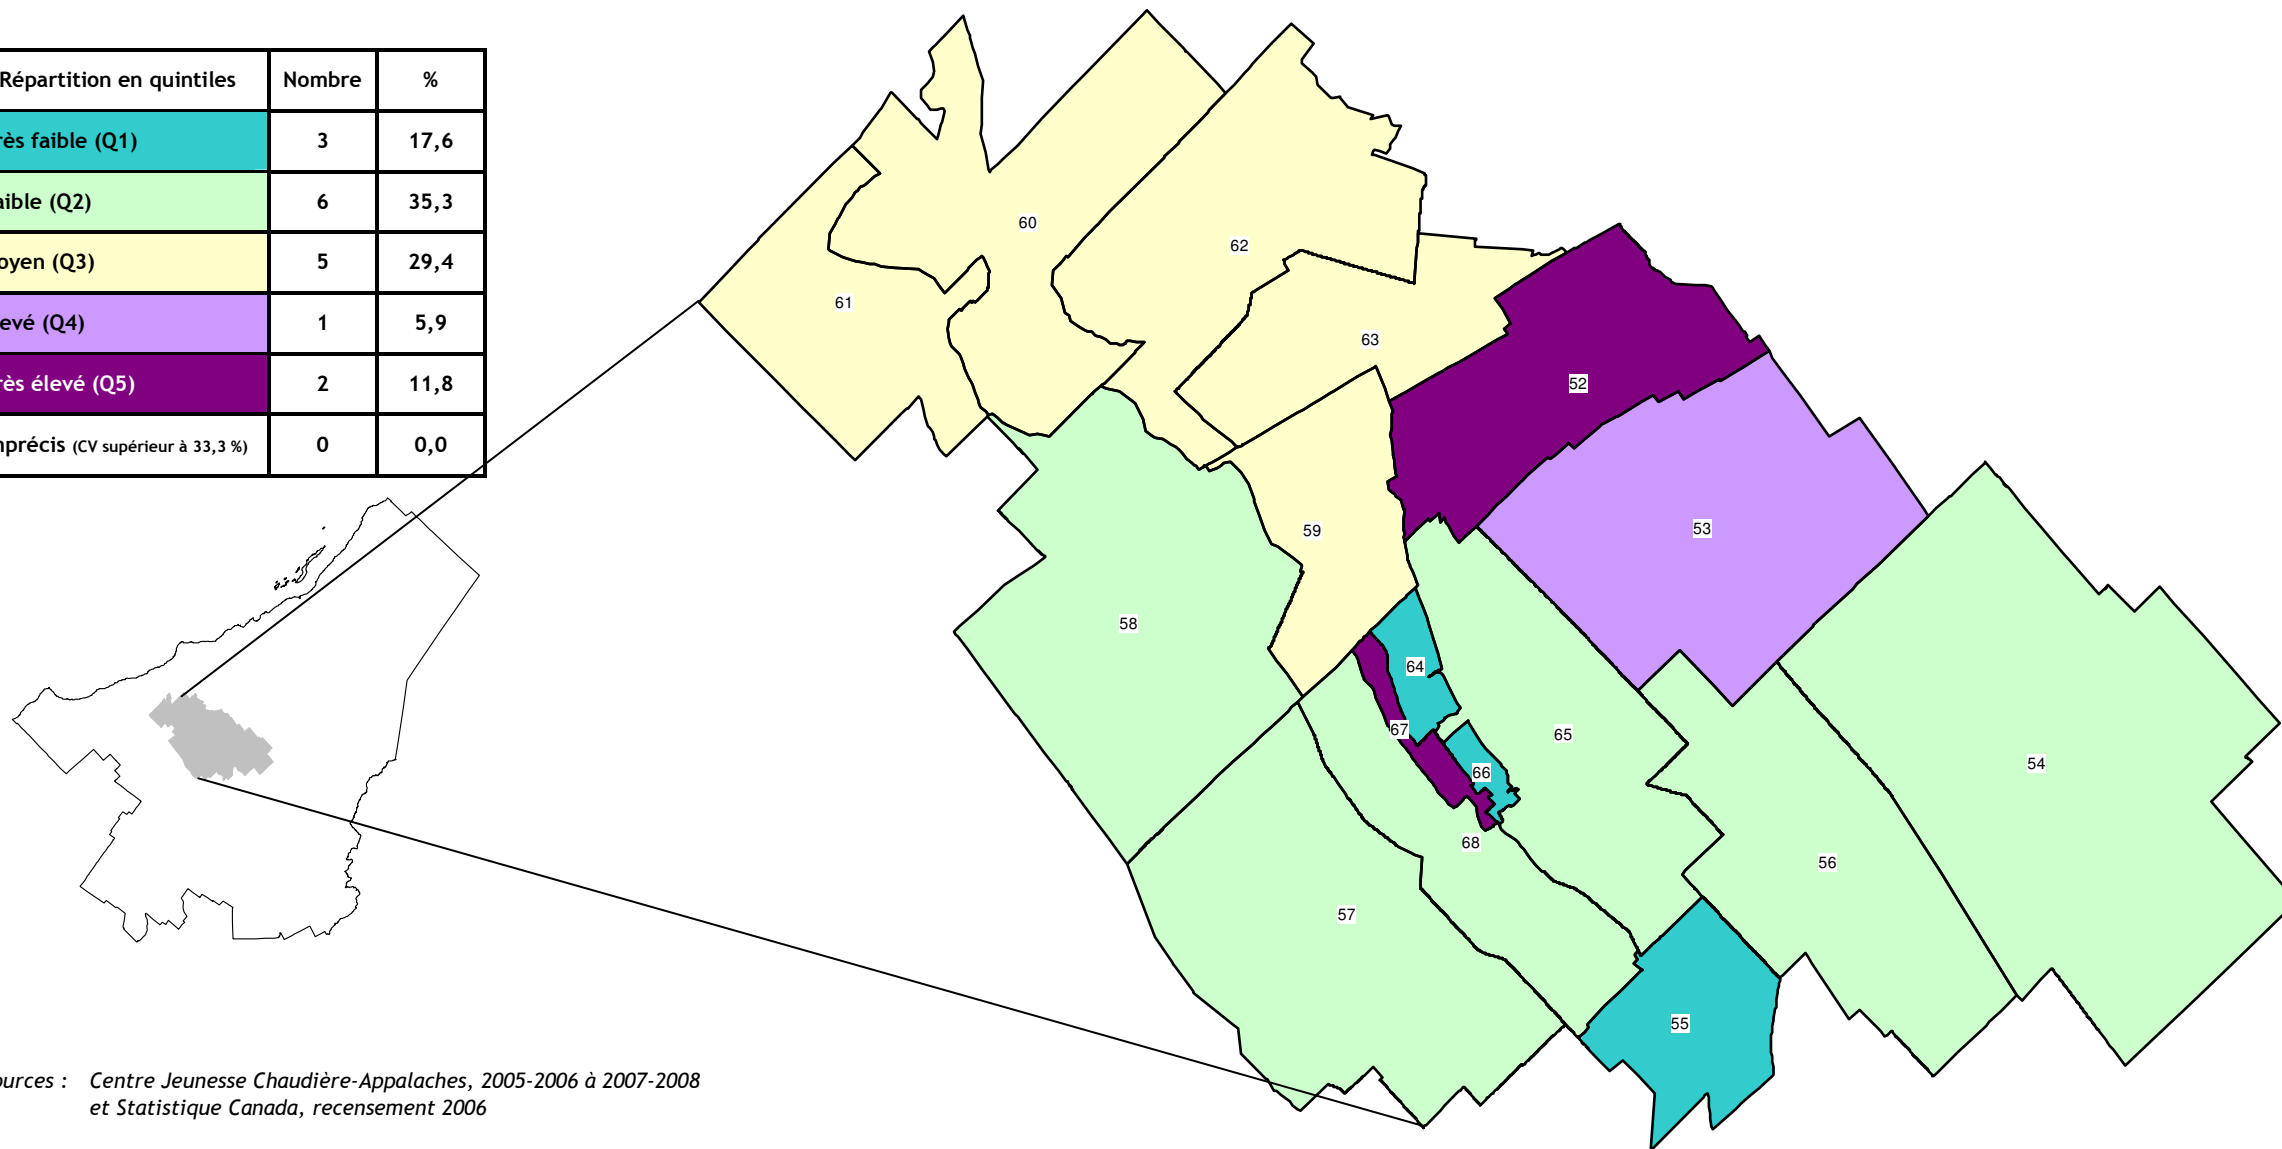 Répartition en quintiles Nombre %
rès faible (Q1) 3 17,6
aible (Q2) 6 35,3
oyen (Q3) 5 29,4
evé (Q4) 1 5,9
rès élevé (Q5) 2 11,8
nprécis (CV supérieur à 33,3 %) 0 0,0
60
62
61
63
52
53
59
58
64
67
65
66
54
68
56
57
55
ources : Centre Jeunesse Chaudière-Appalaches, 2005-2006 à 2007-2008
et Statistique Canada, recensement 2006